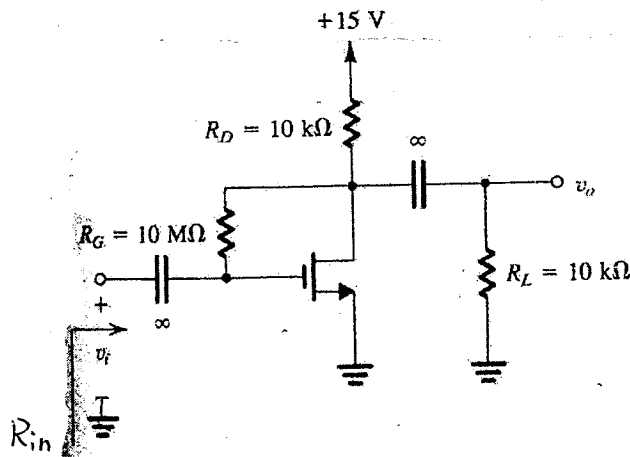 +15 V
R_D = 10 kΩ
∞
v_o
R_G = 10 MΩ
R_L = 10 kΩ
+
∞
v_i
R_in